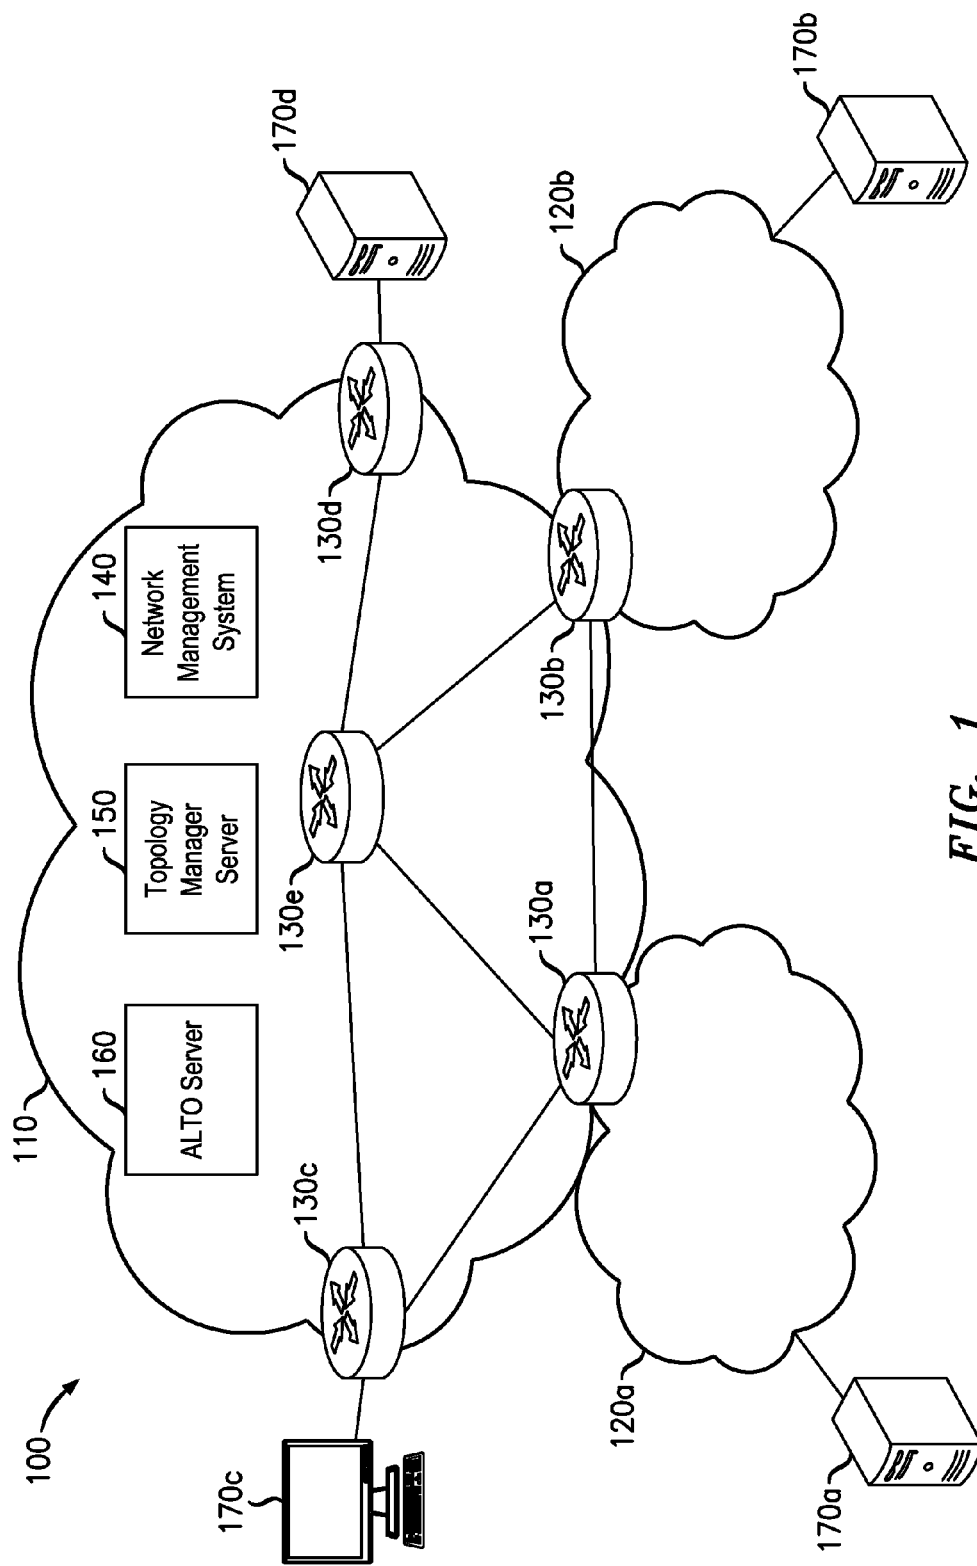 100
110
160
ALTO Server
150
Topology
Manager
Server
140
Network
Management
System
170c
130c
130e
130d
170d
130a
130b
120a
120b
170a
170b
FIG. 1